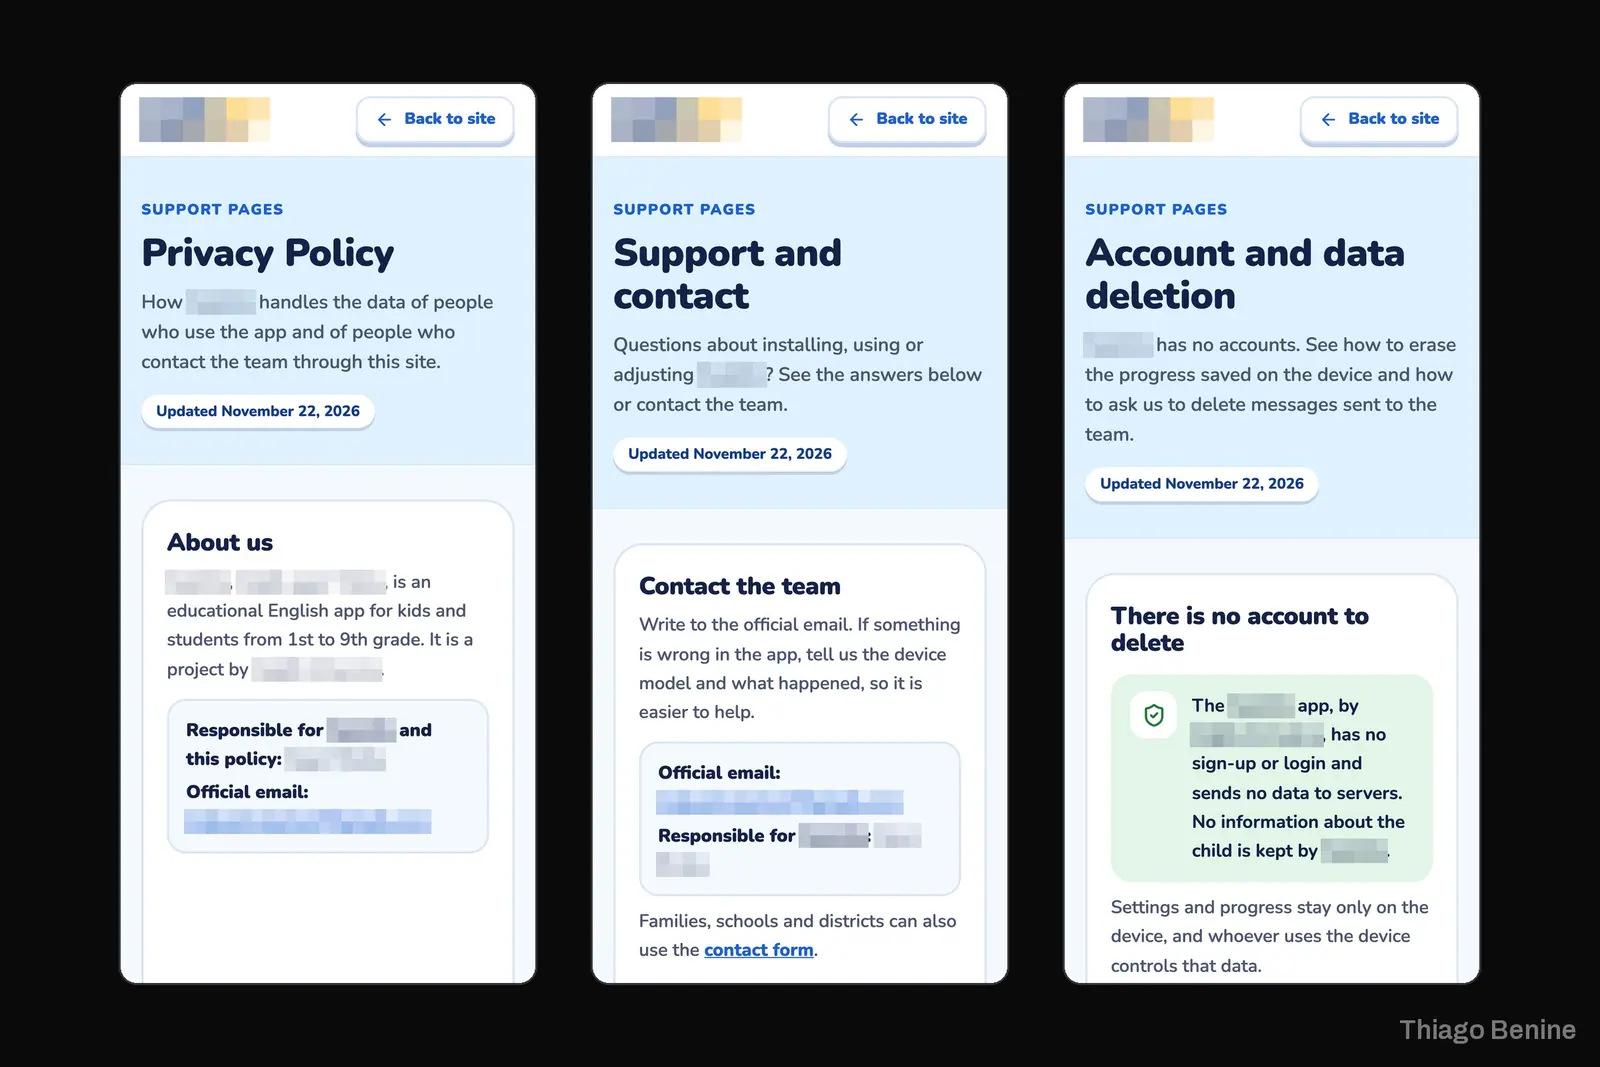 Back to site
SUPPORT PAGES
Privacy Policy
How handles the data of people
who use the app and of people who
contact the team through this site.
Updated November 22, 2026
About us
, , is an
educational English app for kids and
students from 1st to 9th grade. It is a
project by .
Responsible for and
this policy:
Official email:
Back to site
SUPPORT PAGES
Support and
contact
Questions about installing, using or
adjusting ? See the answers below
or contact the team.
Updated November 22, 2026
Contact the team
Write to the official email. If something
is wrong in the app, tell us the device
model and what happened, so it is
easier to help.
Official email:
Responsible for :
Families, schools and districts can also
use the contact form.
Back to site
SUPPORT PAGES
Account and data
deletion
has no accounts. See how to erase
the progress saved on the device and how
to ask us to delete messages sent to the
team.
Updated November 22, 2026
There is no account to
delete
The app, by
, has no
sign-up or login and
sends no data to servers.
No information about the
child is kept by .
Settings and progress stay only on the
device, and whoever uses the device
controls that data.
Thiago Benine